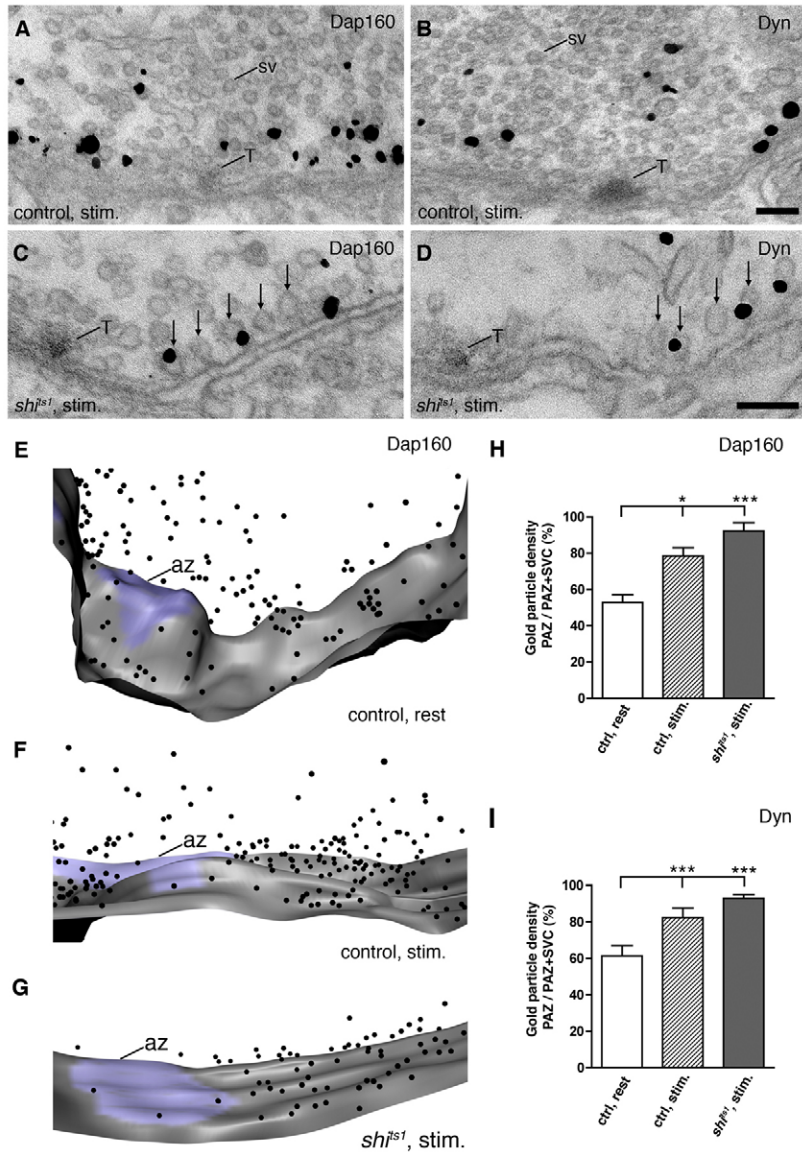 A Dap160
sv
T
control, stim.
B Dyn
sv
T
control, stim.
C Dap160
T
shi^ts1, stim.
D Dyn
T
shi^ts1, stim.
E Dap160
az
control, rest
F
az
control, stim.
G
az
shi^ts1, stim.
H Dap160
Gold particle density
PAZ / PAZ+SVC (%)
100
80
60
40
20
0
* ***
ctrl, rest
ctrl, stim.
shi^ts1, stim.
I Dyn
Gold particle density
PAZ / PAZ+SVC (%)
100
80
60
40
20
0
*** ***
ctrl, rest
ctrl, stim.
shi^ts1, stim.